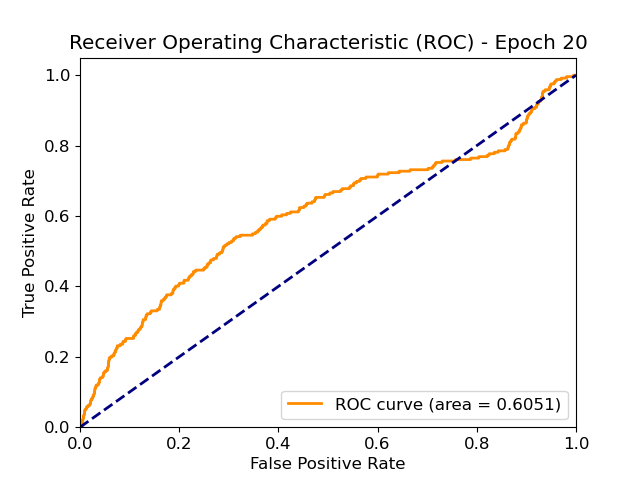 Receiver Operating Characteristic (ROC) - Epoch 20
True Positive Rate
1.0
0.8
0.6
0.4
0.2
0.0
ROC curve (area = 0.6051)
0.0 0.2 0.4 0.6 0.8 1.0
False Positive Rate